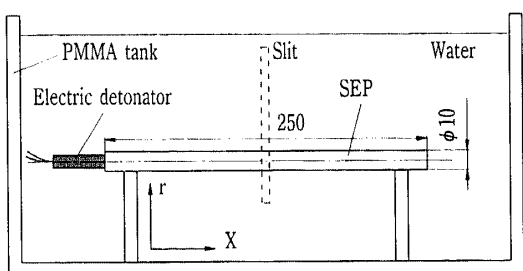 PMMA tank
Slit
Water
Electric detonator
SEP
250
φ10
r
X